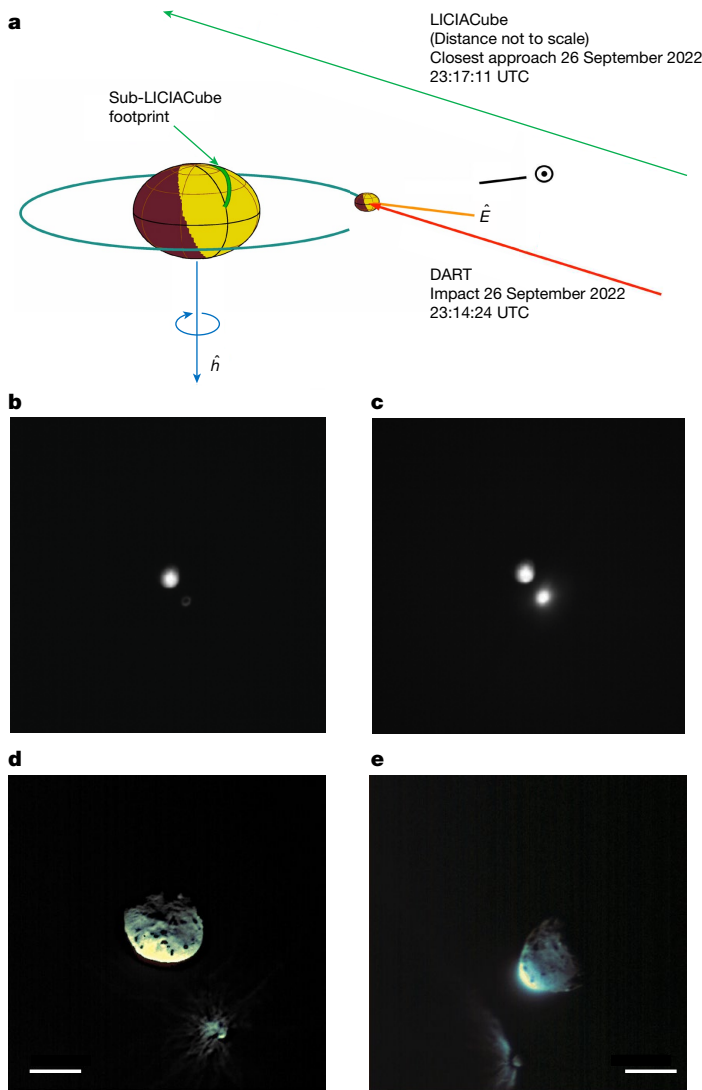 a
LICIACube
(Distance not to scale)
Closest approach 26 September 2022
23:17:11 UTC
Sub-LICIACube
footprint
Ê
DART
Impact 26 September 2022
23:14:24 UTC
ĥ
b
c
d
e